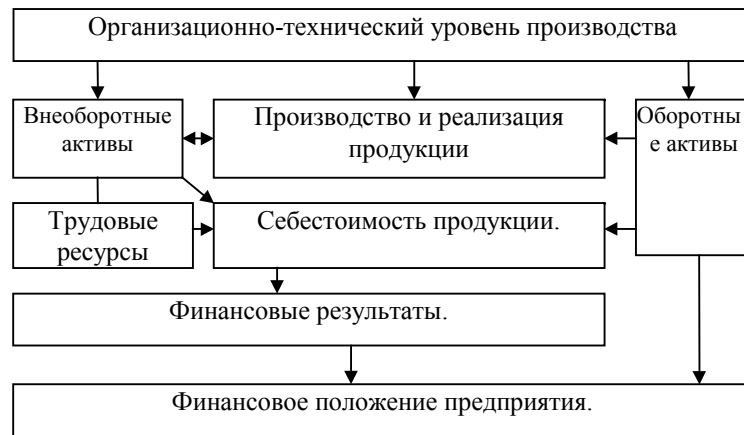 Организационно-технический уровень производства
Внеоборотные
активы
Производство и реализация
продукции
Оборотны
е активы
Трудовые
ресурсы
Себестоимость продукции.
Финансовые результаты.
Финансовое положение предприятия.